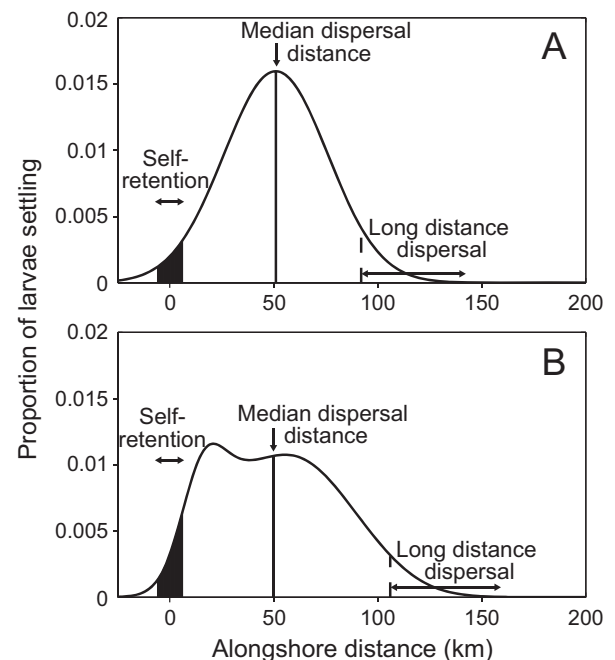 Proportion of larvae settling
0.02
0.015
0.01
0.005
0
Median dispersal
distance
A
Self-
retention
Long distance
dispersal
0
50
100
150
200
0.02
0.015
0.01
0.005
0
B
Self-
retention
Median dispersal
distance
Long distance
dispersal
0
50
100
150
200
Alongshore distance (km)